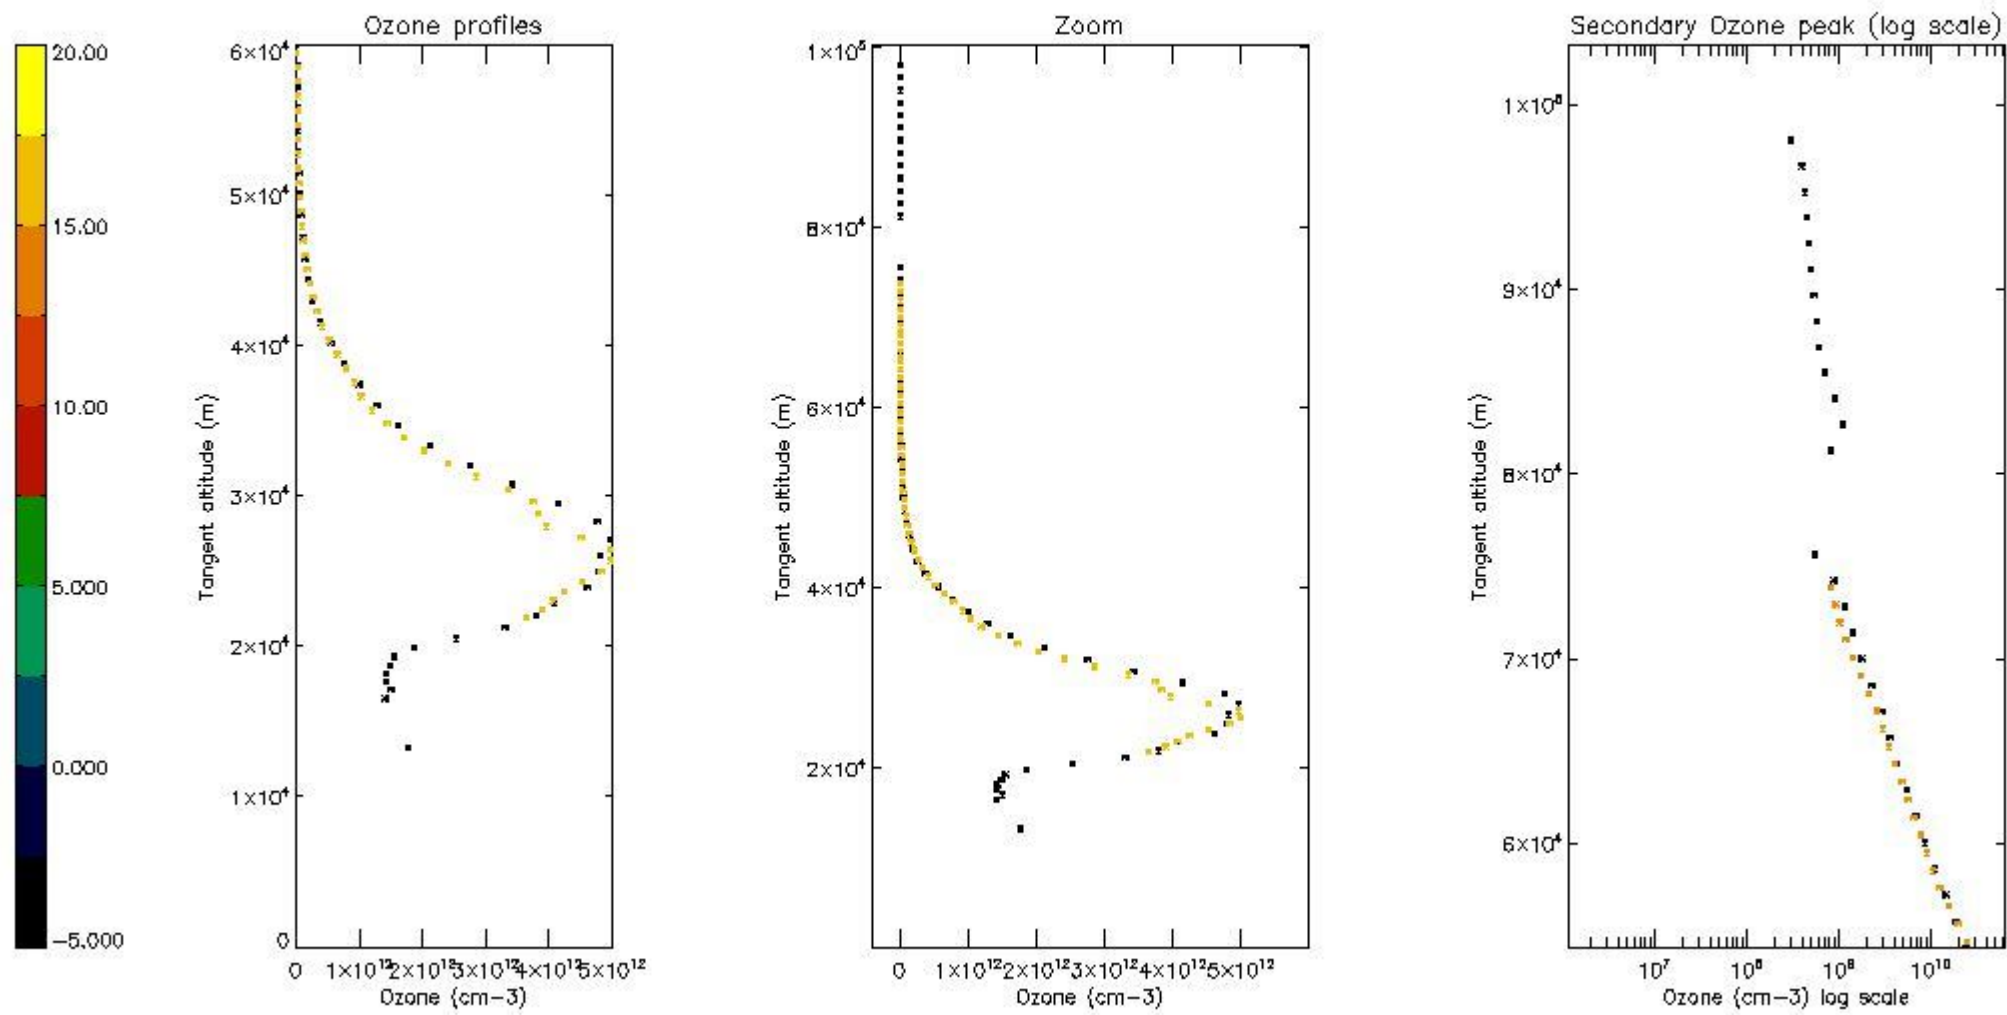 Ozone profiles
Zoom
Secondary Ozone peak (log scale)
20.00
15.00
10.00
5.000
0.000
−5.000
6×10⁴
5×10⁴
4×10⁴
3×10⁴
2×10⁴
1×10⁴
0
Tangent altitude (m)
0 1×10¹² 2×10¹² 3×10¹² 4×10¹² 5×10¹²
Ozone (cm−3)
1×10⁵
8×10⁴
6×10⁴
4×10⁴
2×10⁴
Tangent altitude (m)
0 1×10¹² 2×10¹² 3×10¹² 4×10¹² 5×10¹²
Ozone (cm−3)
9×10⁴
8×10⁴
7×10⁴
6×10⁴
Tangent altitude (m)
10⁷ 10¹⁰
Ozone (cm−3) log scale